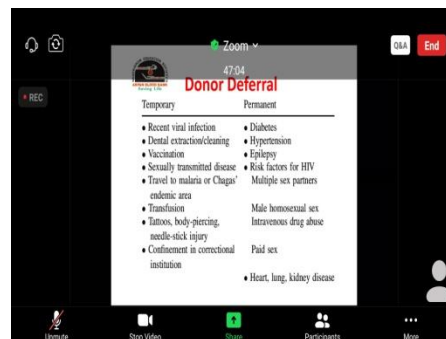 Zoom
47:04
Q&A
End
REC
Donor Deferral
Temporary
Permanent
• Recent viral infection
• Diabetes
• Dental extraction/cleaning
• Hypertension
• Vaccination
• Epilepsy
• Sexually transmitted disease
• Risk factors for HIV
• Travel to malaria or Chagas'
Multiple sex partners
endemic area
• Transfusion
Male homosexual sex
• Tattoos, body-piercing,
Intravenous drug abuse
needle-stick injury
• Confinement in correctional
Paid sex
institution
• Heart, lung, kidney disease
Unmute
Stop Video
Share
Participants
More